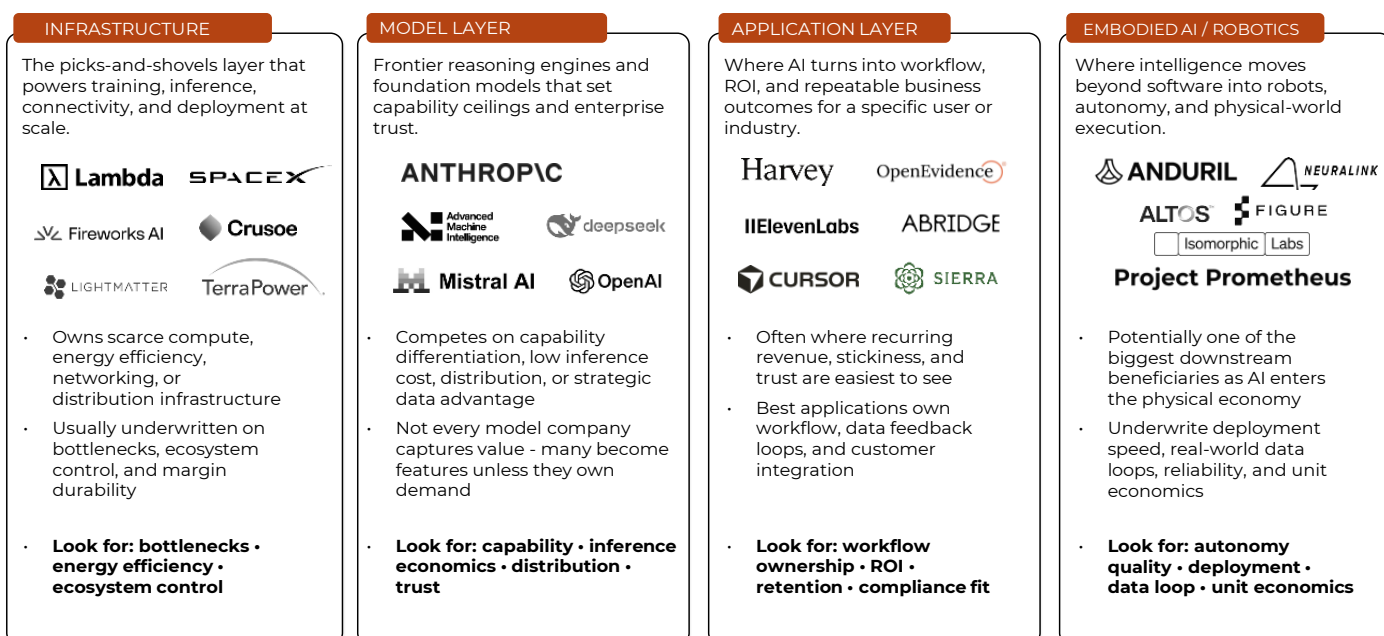 INFRASTRUCTURE
The picks-and-shovels layer that
powers training, inference,
connectivity, and deployment at
scale.
Lambda
SPACEX
Fireworks AI
Crusoe
LIGHTMATTER
TerraPower
· Owns scarce compute,
energy efficiency,
networking, or
distribution infrastructure
· Usually underwritten on
bottlenecks, ecosystem
control, and margin
durability
· Look for: bottlenecks •
energy efficiency •
ecosystem control
MODEL LAYER
Frontier reasoning engines and
foundation models that set
capability ceilings and enterprise
trust.
ANTHROP\C
Advanced
Machine
Intelligence
deepseek
Mistral AI
OpenAI
· Competes on capability
differentiation, low inference
cost, distribution, or strategic
data advantage
· Not every model company
captures value - many become
features unless they own
demand
· Look for: capability • inference
economics • distribution •
trust
APPLICATION LAYER
Where AI turns into workflow,
ROI, and repeatable business
outcomes for a specific user or
industry.
Harvey
OpenEvidence®
IIElevenLabs
ABRIDGE
CURSOR
SIERRA
· Often where recurring
revenue, stickiness, and
trust are easiest to see
· Best applications own
workflow, data feedback
loops, and customer
integration
· Look for: workflow
ownership • ROI •
retention • compliance fit
EMBODIED AI / ROBOTICS
Where intelligence moves
beyond software into robots,
autonomy, and physical-world
execution.
ANDURIL
NEURALINK
ALTOS™
FIGURE
Isomorphic Labs
Project Prometheus
· Potentially one of the
biggest downstream
beneficiaries as AI enters
the physical economy
· Underwrite deployment
speed, real-world data
loops, reliability, and unit
economics
· Look for: autonomy
quality • deployment •
data loop • unit economics